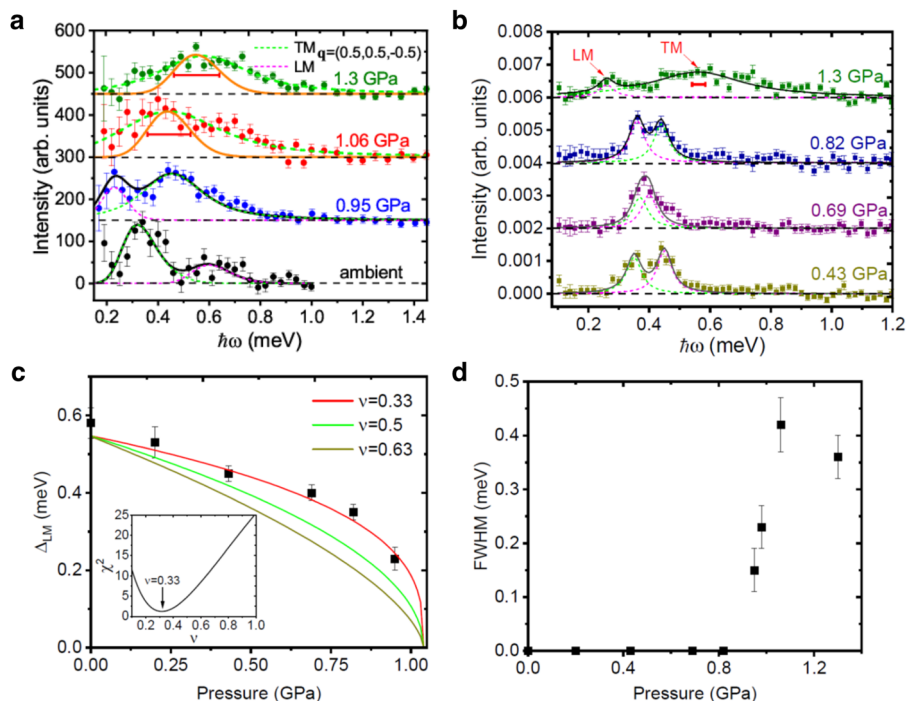 a
600
500
400
300
200
100
0
Intensity (arb. units)
TM q=(0.5,0.5,-0.5)
LM
1.3 GPa
1.06 GPa
0.95 GPa
ambient
0.2 0.4 0.6 0.8 1.0 1.2 1.4
ħω (meV)
b
0.008
0.007
0.006
0.005
0.004
0.003
0.002
0.001
0.000
Intensity (arb. units)
LM
TM
1.3 GPa
0.82 GPa
0.69 GPa
0.43 GPa
0.2 0.4 0.6 0.8 1.0 1.2
ħω (meV)
c
0.6
0.4
0.2
0.0
Δ_LM (meV)
ν=0.33
ν=0.5
ν=0.63
25
20
15
10
5
0
χ²
ν=0.33
0.2 0.4 0.6 0.8 1.0
ν
0.00 0.25 0.50 0.75 1.00
Pressure (GPa)
d
0.5
0.4
0.3
0.2
0.1
0.0
FWHM (meV)
0.0 0.4 0.8 1.2
Pressure (GPa)